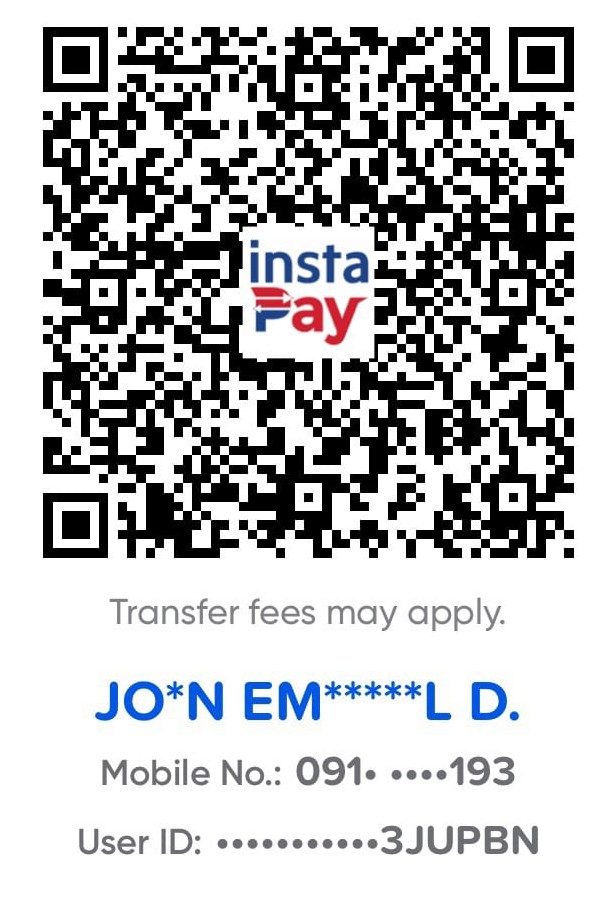 insta
Pay
Transfer fees may apply.
JO*N EM*****L D.
Mobile No.: 091• ••••193
User ID: •••••••••••3JUPBN